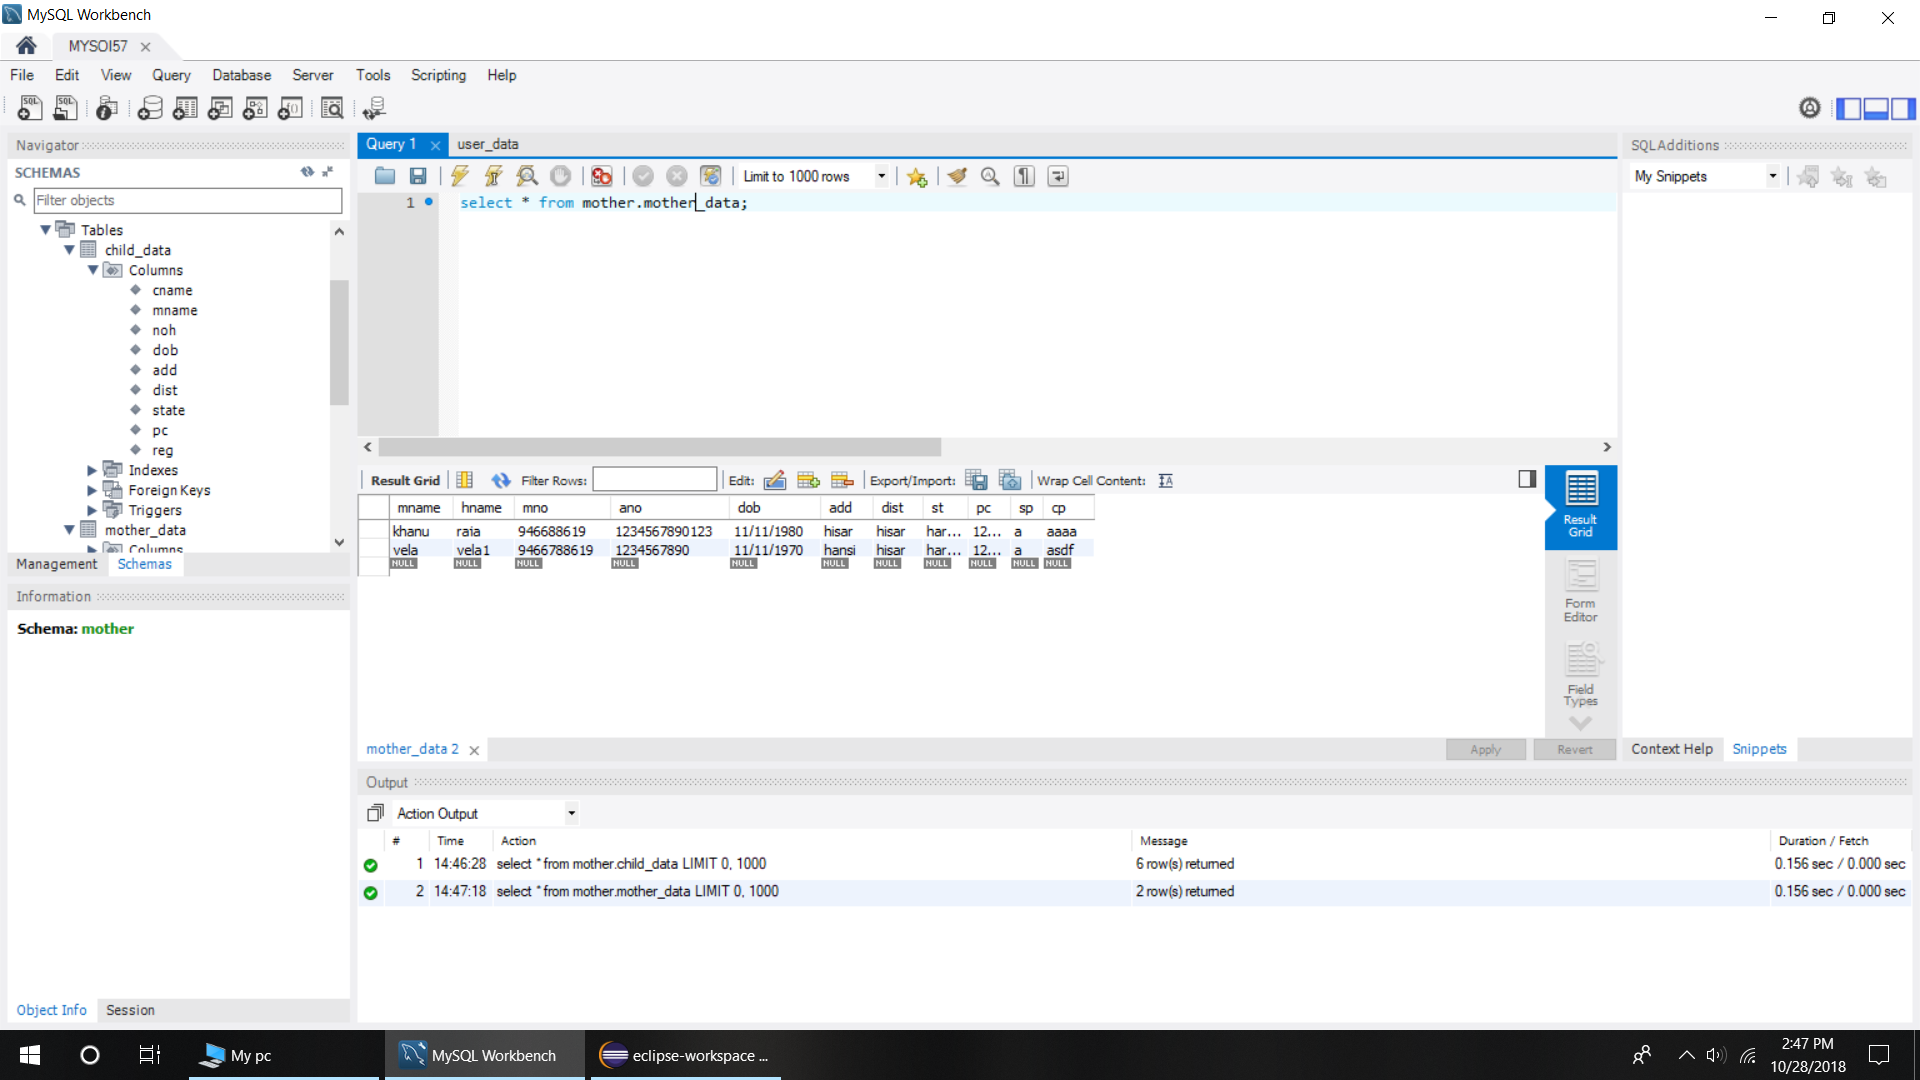 MySQL Workbench
MYSOI57
File Edit View Query Database Server Tools Scripting Help
Navigator
SCHEMAS
Filter objects
Tables
child_data
Columns
cname
mname
noh
dob
add
dist
state
pc
reg
Indexes
Foreign Keys
Triggers
mother_data
Columns
Management Schemas
Information
Schema: mother
Object Info Session
Query 1 user_data
Limit to 1000 rows
1 select * from mother.mother_data;
Result Grid Filter Rows: Edit: Export/Import: Wrap Cell Content:
mname hname mno ano dob add dist st pc sp cp
khanu raia 946688619 1234567890123 11/11/1980 hisar hisar har... 12... a aaaa
vela vela1 9466788619 1234567890 11/11/1970 hansi hisar har... 12... a asdf
NULL NULL NULL NULL NULL NULL NULL NULL NULL NULL NULL
Result Grid
Form Editor
Field Types
mother_data 2 Apply Revert
SQLAdditions
My Snippets
Context Help Snippets
Output
Action Output
# Time Action Message Duration / Fetch
1 14:46:28 select * from mother.child_data LIMIT 0, 1000 6 row(s) returned 0.156 sec / 0.000 sec
2 14:47:18 select * from mother.mother_data LIMIT 0, 1000 2 row(s) returned 0.156 sec / 0.000 sec
My pc MySQL Workbench eclipse-workspace ...
2:47 PM
10/28/2018